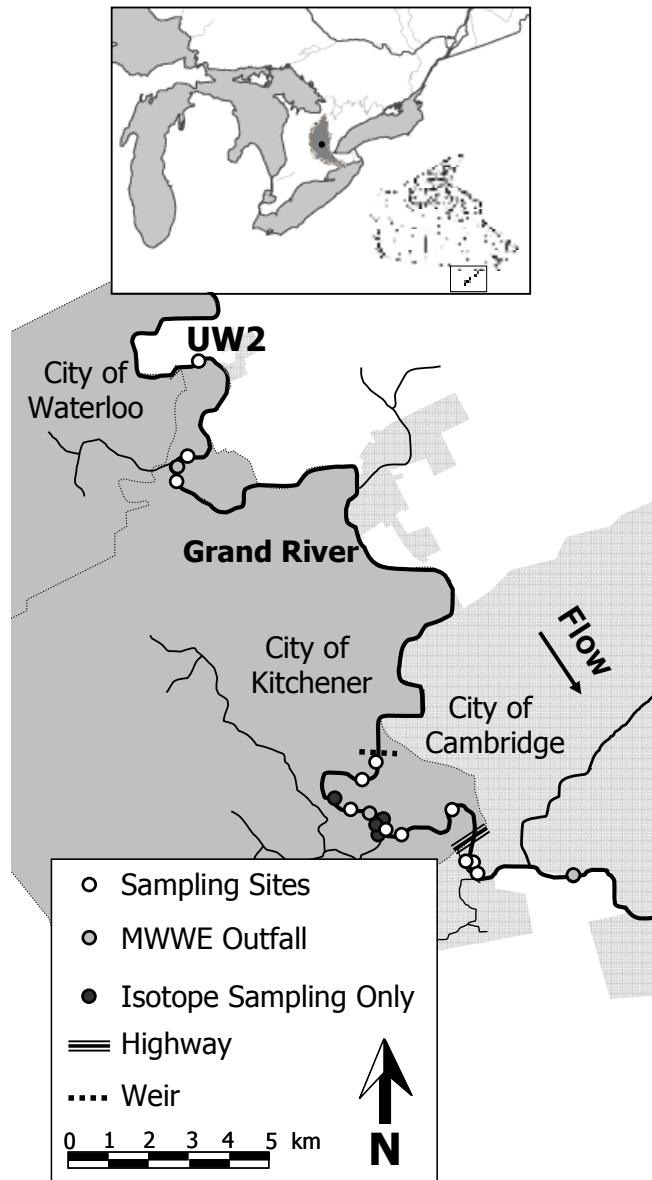 UW2
City of
Waterloo
Grand River
City of
Kitchener
Flow
City of
Cambridge
Sampling Sites
MWWE Outfall
Isotope Sampling Only
Highway
Weir
0 1 2 3 4 5 km
N